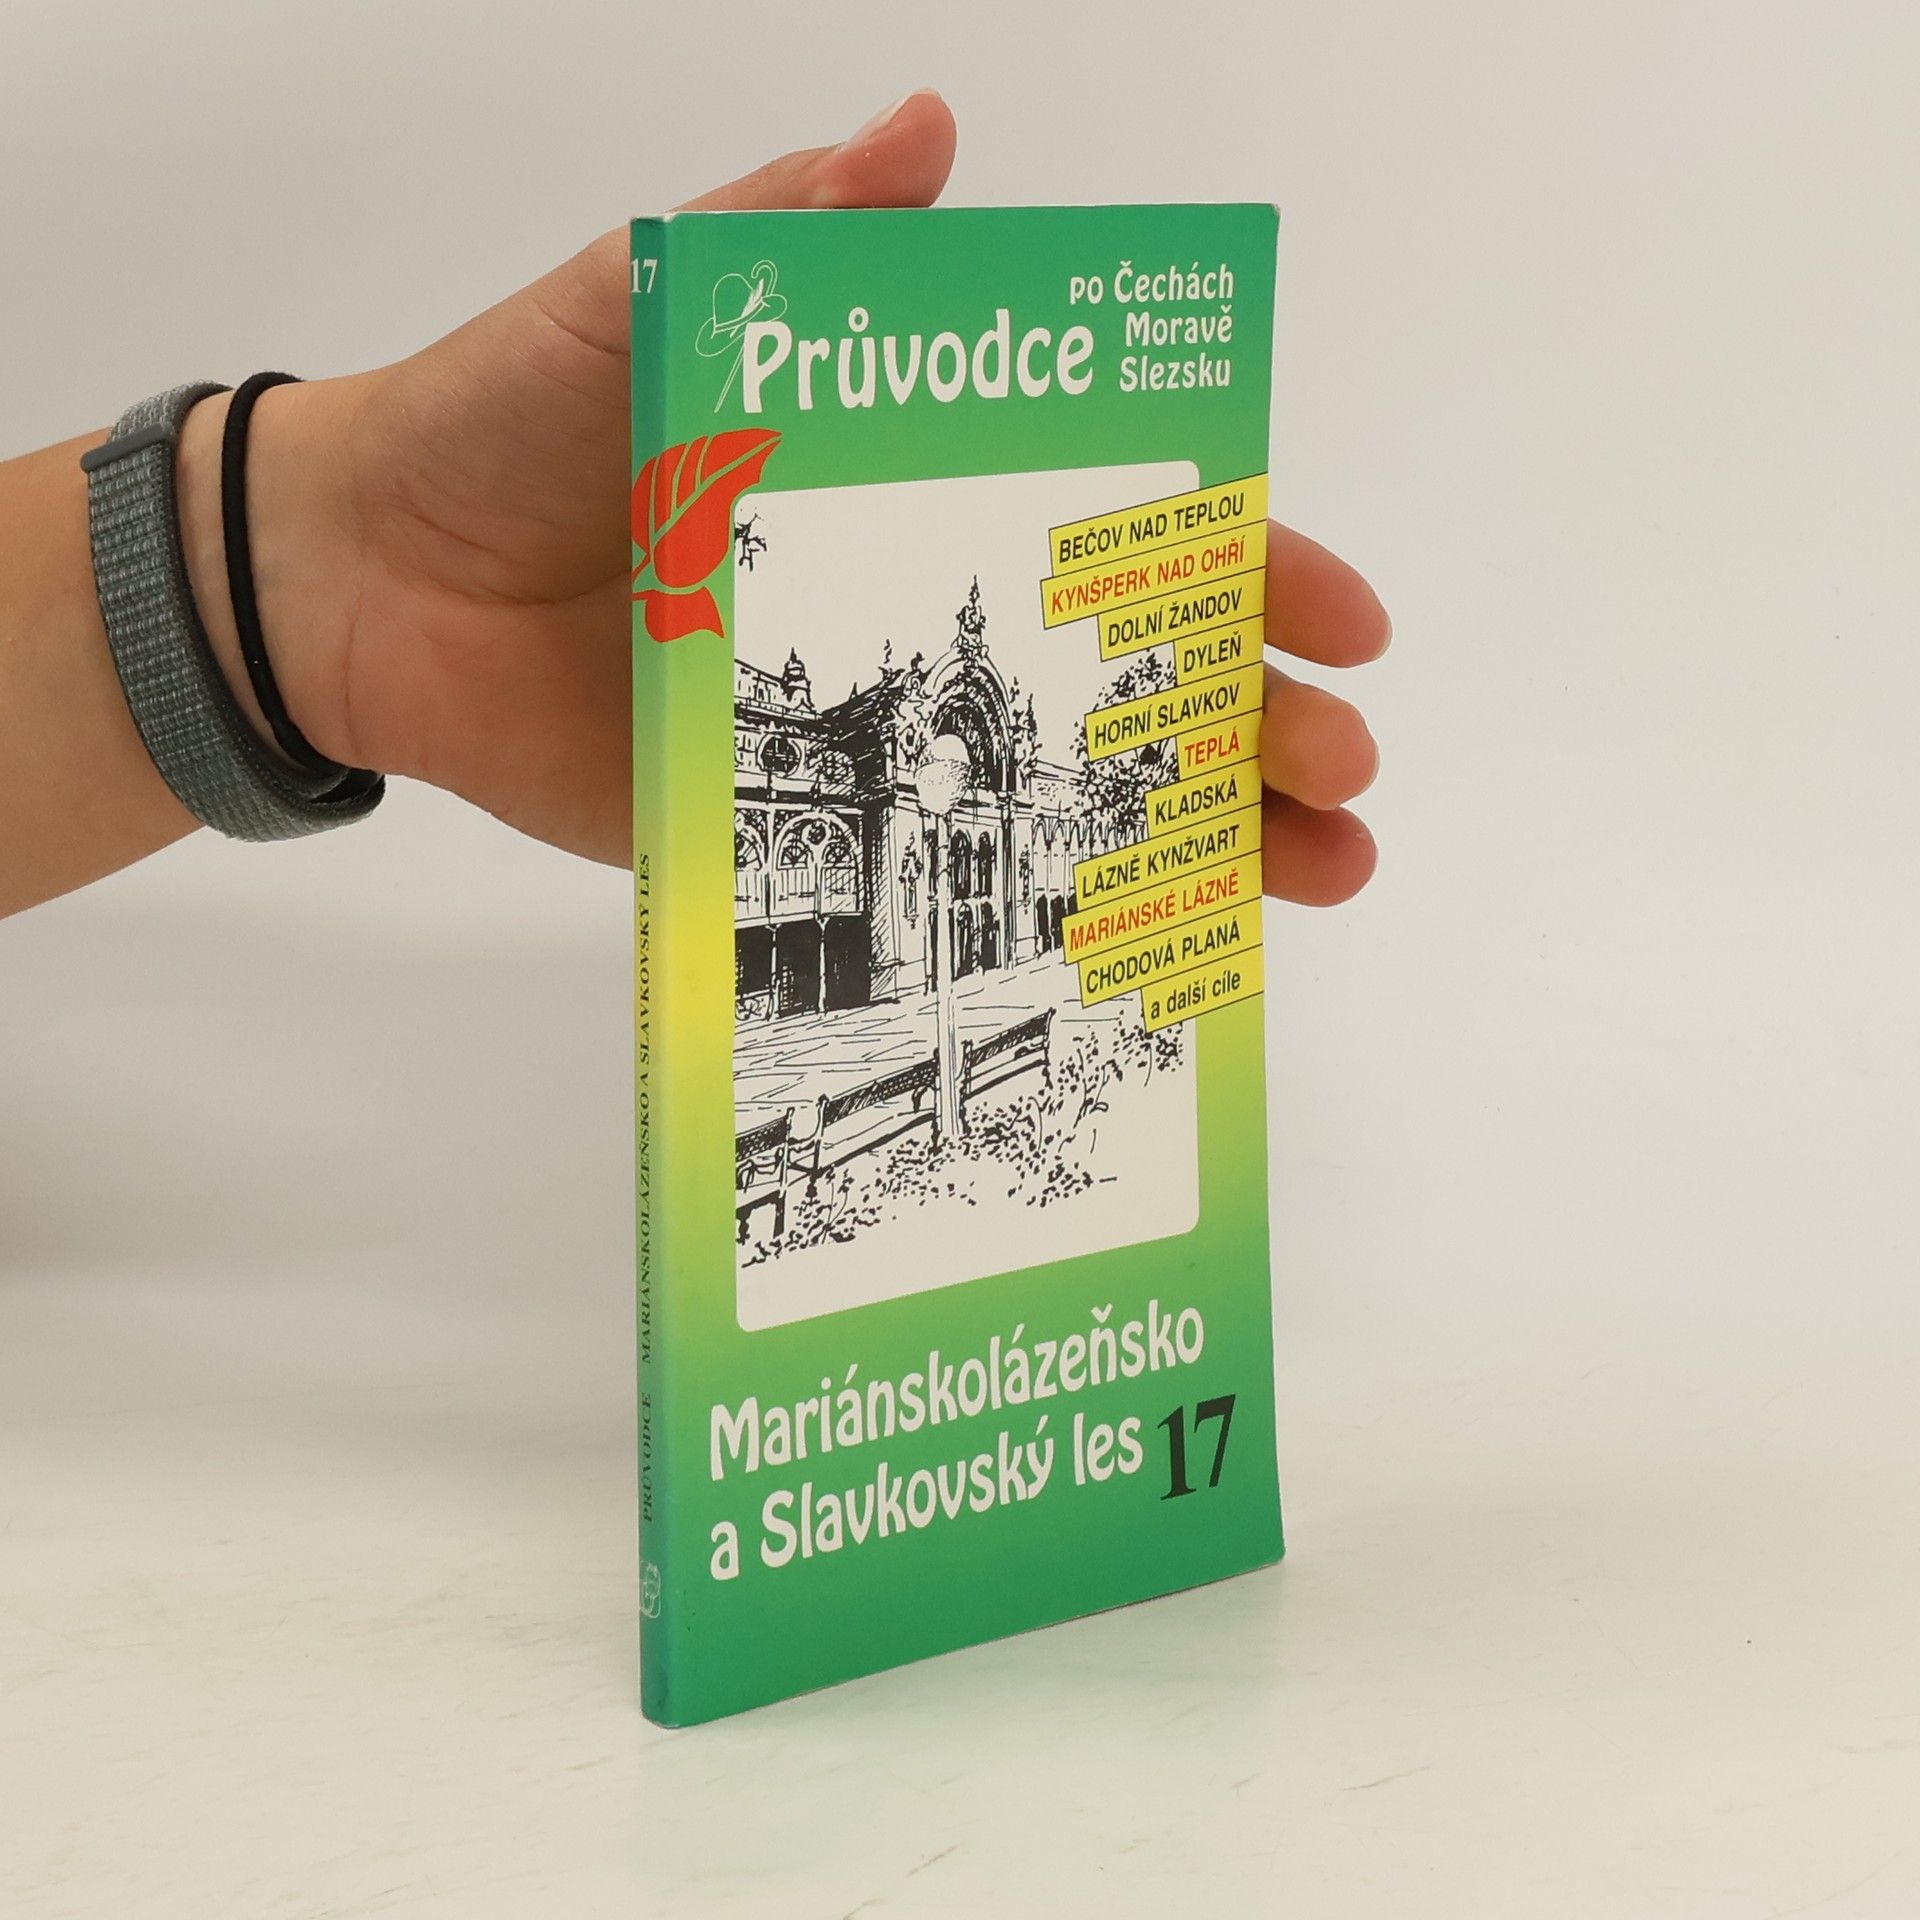 17
po Čechách
Průvodce
Moravě
Slezsku
BEČOV NAD TEPLOU
KYNŠPERK NAD OHŘÍ
DOLNÍ ŽANDOV
DYLEŇ
HORNÍ SLAVKOV
TEPLÁ
KLADSKÁ
LÁZNĚ KYNŽVART
MARIÁNSKÉ LÁZNĚ
CHODOVÁ PLANÁ
a další cíle
Mariánskolázeňsko
a Slavkovský les 17
PRŮVODCE MARIÁNSKOLÁZEŇSKO A SLAVKOVSKÝ LES